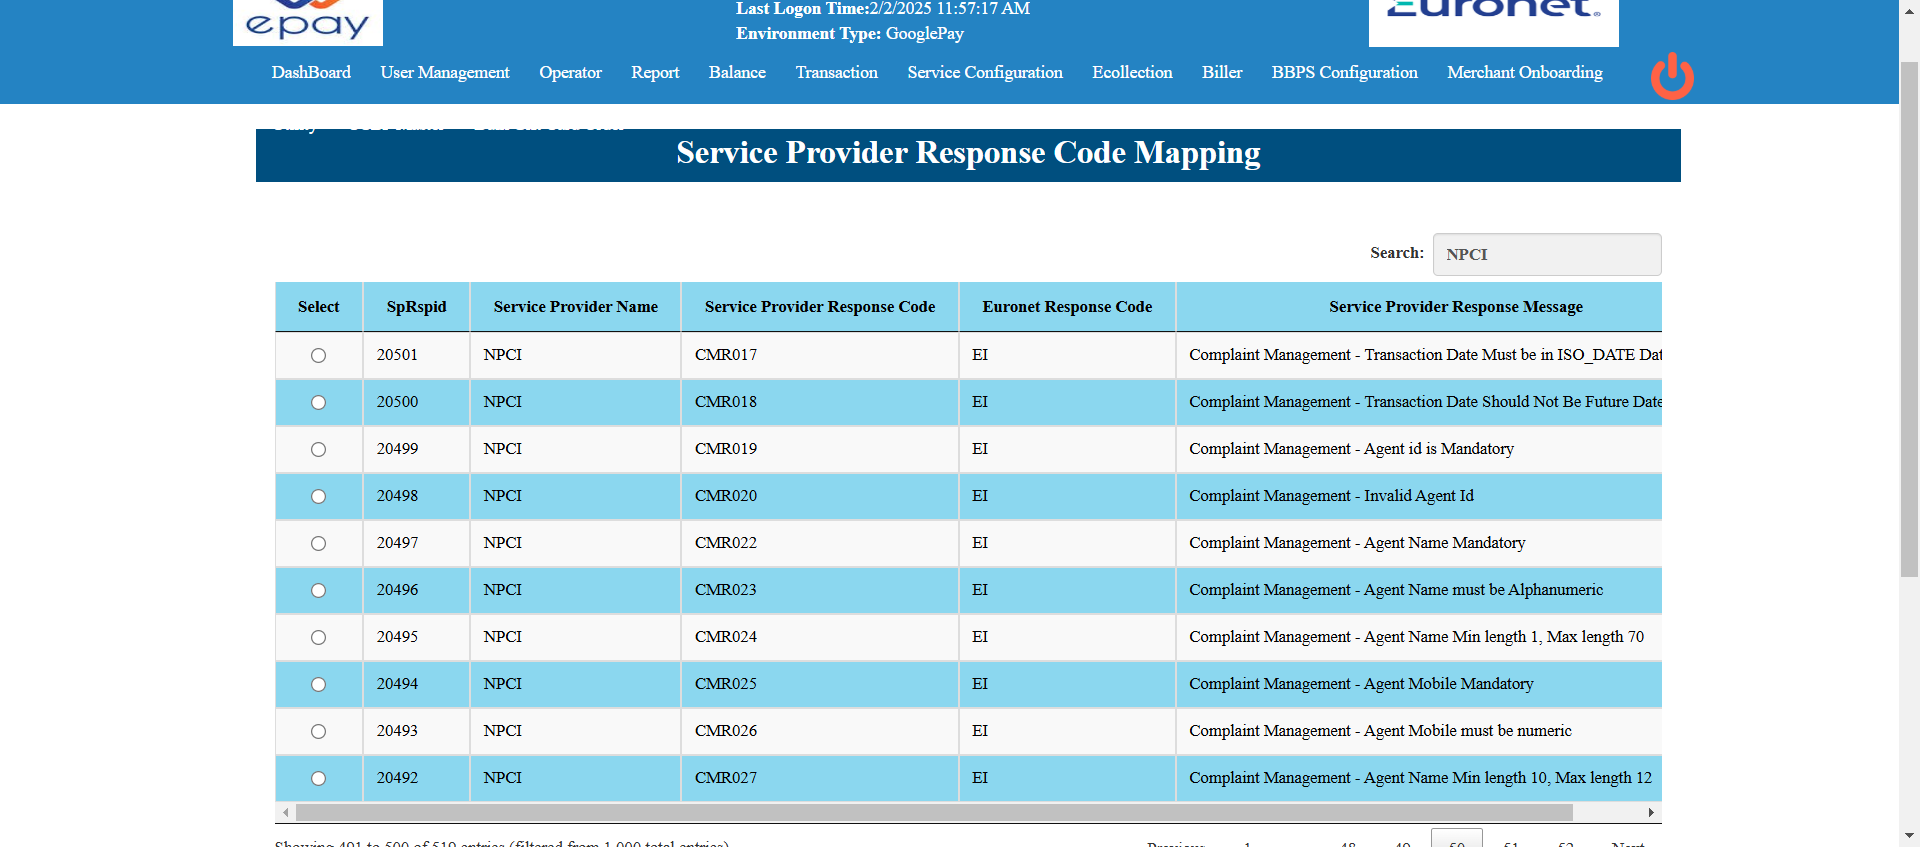 epay
Last Logon Time:2/2/2025 11:57:17 AM
Environment Type: GooglePay
Euronet
DashBoard User Management Operator Report Balance Transaction Service Configuration Ecollection Biller BBPS Configuration Merchant Onboarding
Service Provider Response Code Mapping
Search: NPCI
Select SpRspid Service Provider Name Service Provider Response Code Euronet Response Code Service Provider Response Message
20501 NPCI CMR017 EI Complaint Management - Transaction Date Must be in ISO_DATE Dat
20500 NPCI CMR018 EI Complaint Management - Transaction Date Should Not Be Future Date
20499 NPCI CMR019 EI Complaint Management - Agent id is Mandatory
20498 NPCI CMR020 EI Complaint Management - Invalid Agent Id
20497 NPCI CMR022 EI Complaint Management - Agent Name Mandatory
20496 NPCI CMR023 EI Complaint Management - Agent Name must be Alphanumeric
20495 NPCI CMR024 EI Complaint Management - Agent Name Min length 1, Max length 70
20494 NPCI CMR025 EI Complaint Management - Agent Mobile Mandatory
20493 NPCI CMR026 EI Complaint Management - Agent Mobile must be numeric
20492 NPCI CMR027 EI Complaint Management - Agent Name Min length 10, Max length 12
Showing 491 to 500 of 519 entries (filtered from 1,000 total entries)
Previous 1 48 49 50 51 52 Next